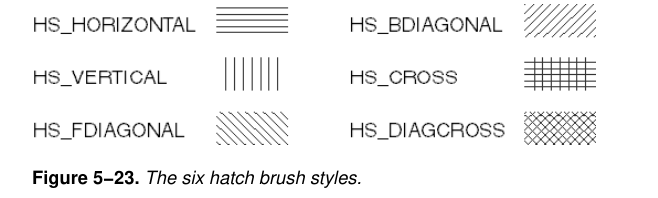 HS_HORIZONTAL HS_BDIAGONAL
HS_VERTICAL HS_CROSS
HS_FDIAGONAL HS_DIAGCROSS
Figure 5–23. The six hatch brush styles.